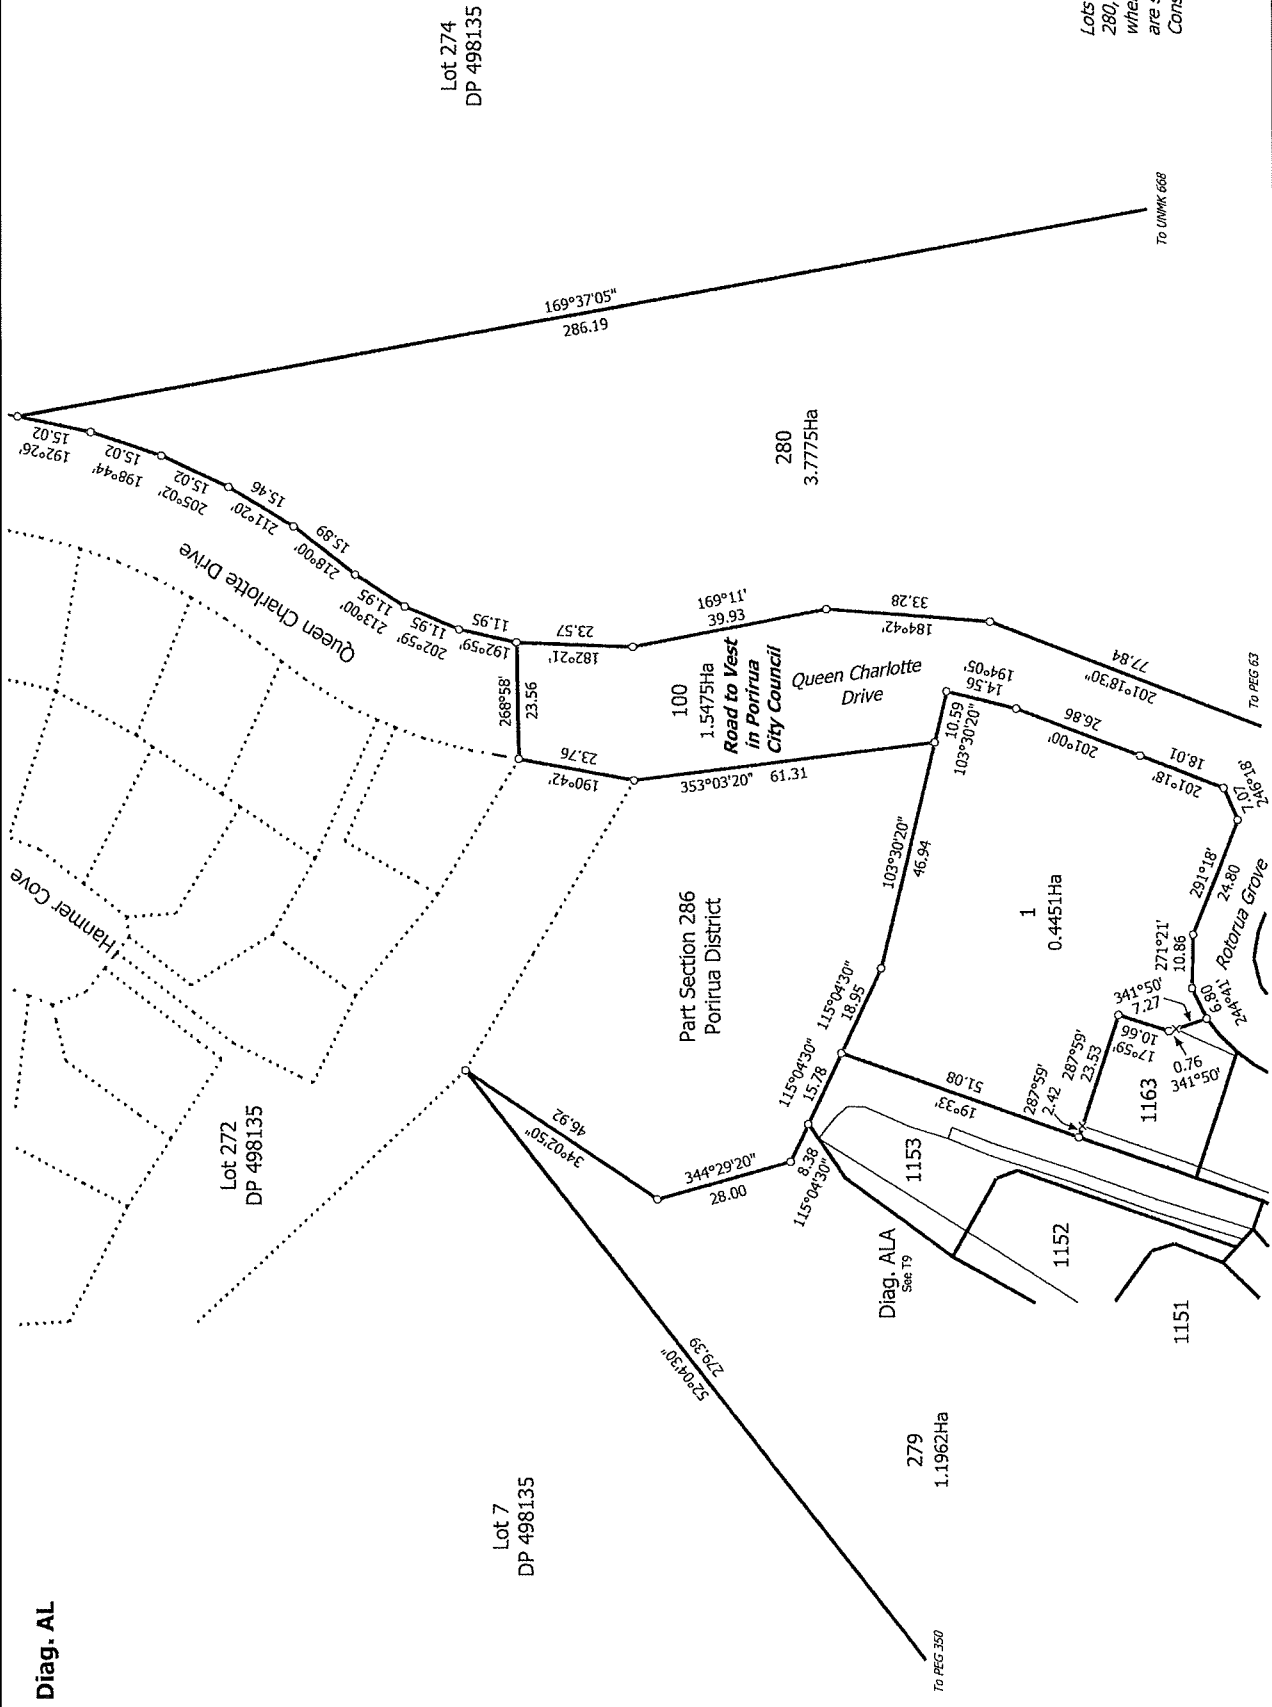 Diag. AL
Lot 274
DP 498135
Lots
280,
whe
are s
Cons
To UNMK 668
169°37'05"
286.19
280
3.7775Ha
192°26'
15.02
198°44'
15.02
205°02'
15.02
211°20'
15.46
218°00'
15.89
213°00'
11.95
202°59'
11.95
192°59'
11.95
Queen Charlotte Drive
Hanmer Cove
268°58'
23.56
182°21'
23.57
190°42'
23.76
169°11'
39.93
184°42'
33.28
201°18'30"
77.84
To PEG 63
100
1.5475Ha
Road to Vest
in Porirua
City Council
Queen Charlotte
Drive
353°03'20"
61.31
10.59
103°30'20"
194°05'
14.56
201°00'
26.86
201°18'
18.01
246°18'
7.07
291°18'
24.80
Rotorua Grove
271°21'
10.86
244°41'
6.80
341°50'
7.27
0.76
341°50'
17°59'
10.66
287°59'
23.53
287°59'
2.42
1
0.4451Ha
103°30'20"
46.94
115°04'30"
18.95
115°04'30"
15.78
8.38
115°04'30"
19°33'
51.08
Part Section 286
Porirua District
34°02'50"
46.92
344°29'20"
28.00
Lot 272
DP 498135
52°04'30"
279.39
Lot 7
DP 498135
To PEG 350
279
1.1962Ha
Diag. ALA
See T9
1153
1152
1151
1163